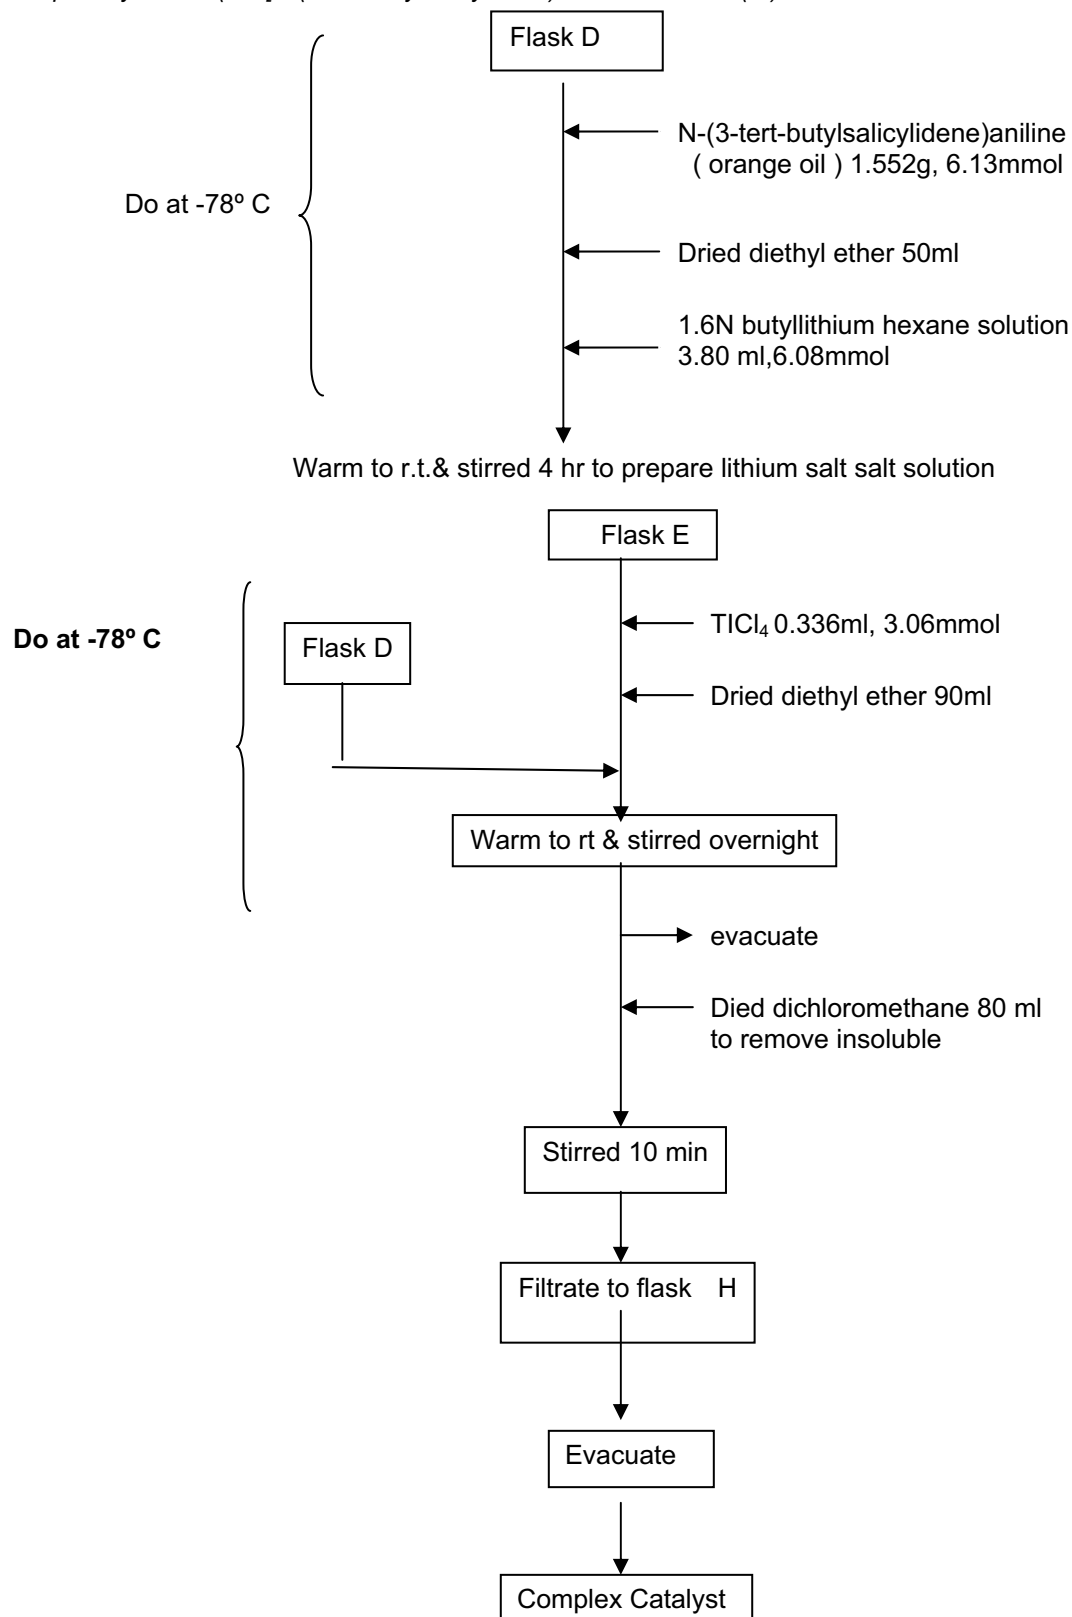 Flask D
N-(3-tert-butylsalicylidene)aniline
( orange oil ) 1.552g, 6.13mmol
Do at -78º C
Dried diethyl ether 50ml
1.6N butyllithium hexane solution
3.80 ml,6.08mmol
Warm to r.t.& stirred 4 hr to prepare lithium salt salt solution
Flask E
Do at -78º C
TICl₄ 0.336ml, 3.06mmol
Flask D
Dried diethyl ether 90ml
Warm to rt & stirred overnight
evacuate
Died dichloromethane 80 ml
to remove insoluble
Stirred 10 min
Filtrate to flask H
Evacuate
Complex Catalyst